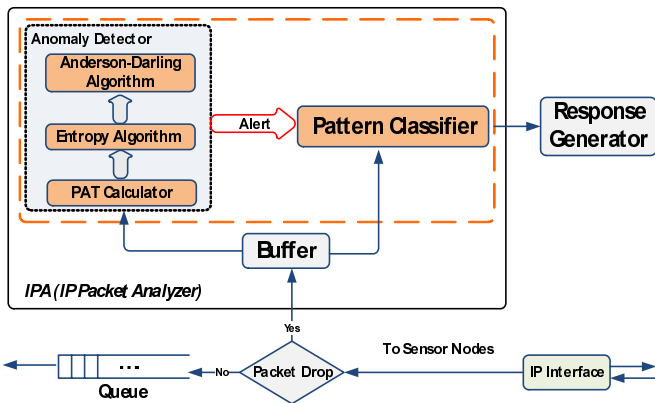 Anomaly Detector
Anderson-Darling
Algorithm
Entropy Algorithm
PAT Calculator
Alert
Pattern Classifier
Response
Generator
Buffer
IPA (IP Packet Analyzer)
Yes
Packet Drop
No
To Sensor Nodes
IP Interface
...
Queue